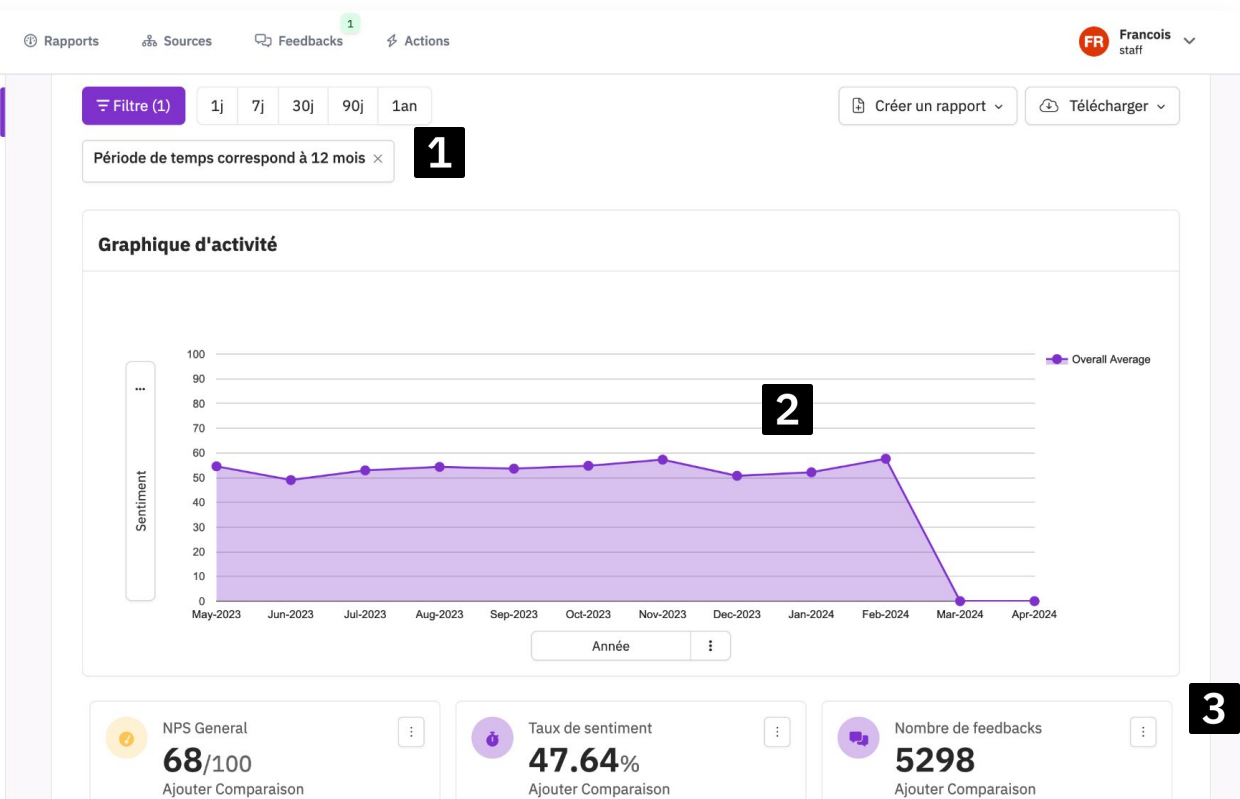 1
Rapports Sources Feedbacks Actions
FR Francois
staff
Filtre (1) 1j 7j 30j 90j 1an Créer un rapport Télécharger
Période de temps correspond à 12 mois ×
1
Graphique d'activité
100
90
80
70
60
50
40
30
20
10
0
Overall Average
2
Sentiment
May-2023 Jun-2023 Jul-2023 Aug-2023 Sep-2023 Oct-2023 Nov-2023 Dec-2023 Jan-2024 Feb-2024 Mar-2024 Apr-2024
Année
3
NPS General
68/100
Ajouter Comparaison
Taux de sentiment
47.64%
Ajouter Comparaison
Nombre de feedbacks
5298
Ajouter Comparaison